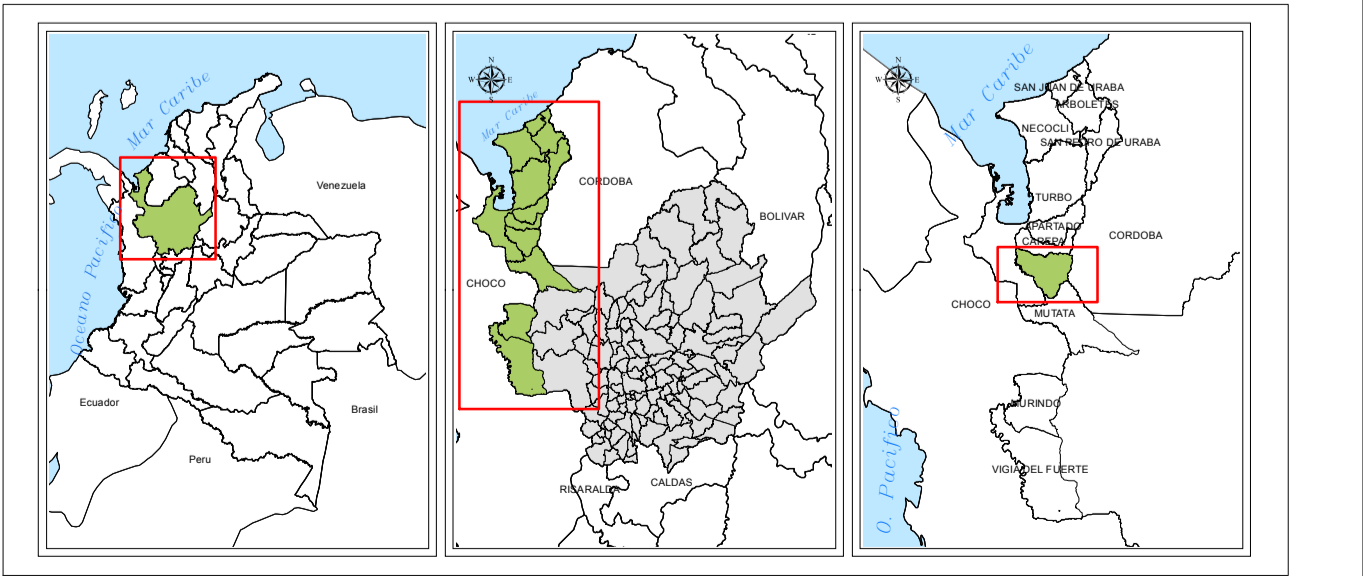 Mar Caribe
Venezuela
Oceano Pacifico
Ecuador
Brasil
Peru
N
W E
S
Mar Caribe
CORDOBA
BOLIVAR
CHOCO
CALDAS
RISARALDA
N
W E
S
Mar Caribe
SAN JUAN DE URABA
ARBOLETES
NECOCLI
SAN PEDRO DE URABA
TURBO
APARTADO
CORDOBA
CAREPA
CHOCO
MUTATA
MURINDO
O. Pacifico
VIGIA DEL FUERTE